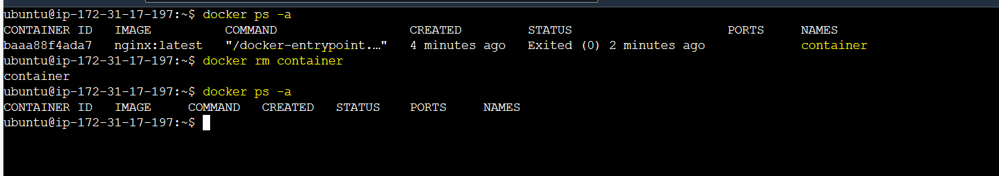 ubuntu@ip-172-31-17-197:~$ docker ps -a
CONTAINER ID   IMAGE          COMMAND                  CREATED         STATUS                     PORTS     NAMES
baaa88f4ada7   nginx:latest   "/docker-entrypoint.…"   4 minutes ago   Exited (0) 2 minutes ago             container
ubuntu@ip-172-31-17-197:~$ docker rm container
container
ubuntu@ip-172-31-17-197:~$ docker ps -a
CONTAINER ID   IMAGE     COMMAND   CREATED   STATUS    PORTS     NAMES
ubuntu@ip-172-31-17-197:~$